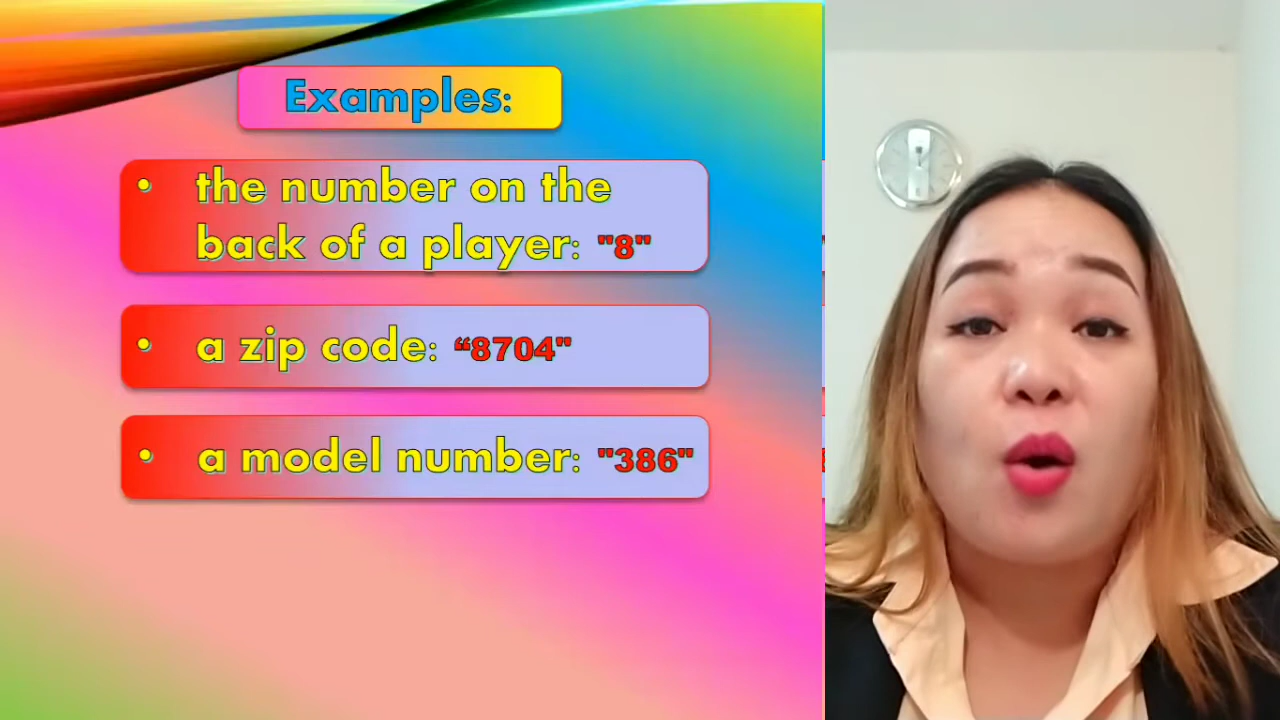 Examples:
• the number on the
back of a player: "8"
• a zip code: “8704"
• a model number: "386"